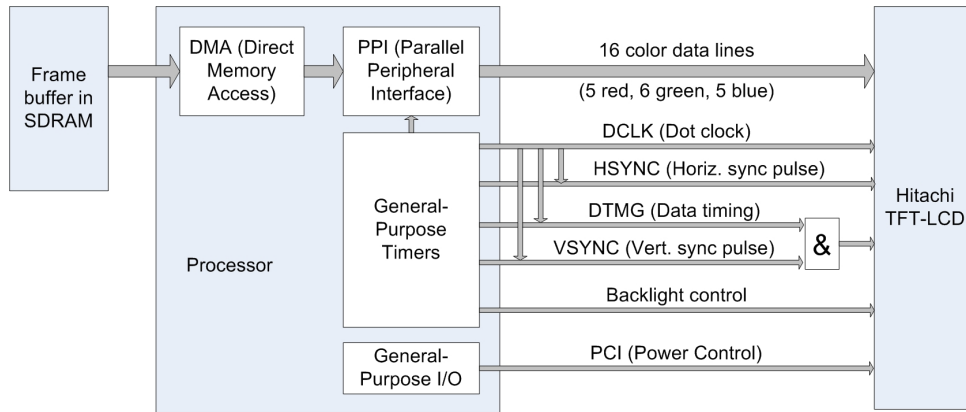 Frame
buffer in
SDRAM
DMA (Direct
Memory
Access)
PPI (Parallel
Peripheral
Interface)
16 color data lines
(5 red, 6 green, 5 blue)
DCLK (Dot clock)
HSYNC (Horiz. sync pulse)
DTMG (Data timing)
VSYNC (Vert. sync pulse)
&
Backlight control
PCI (Power Control)
General-
Purpose
Timers
Processor
General-
Purpose I/O
Hitachi
TFT-LCD